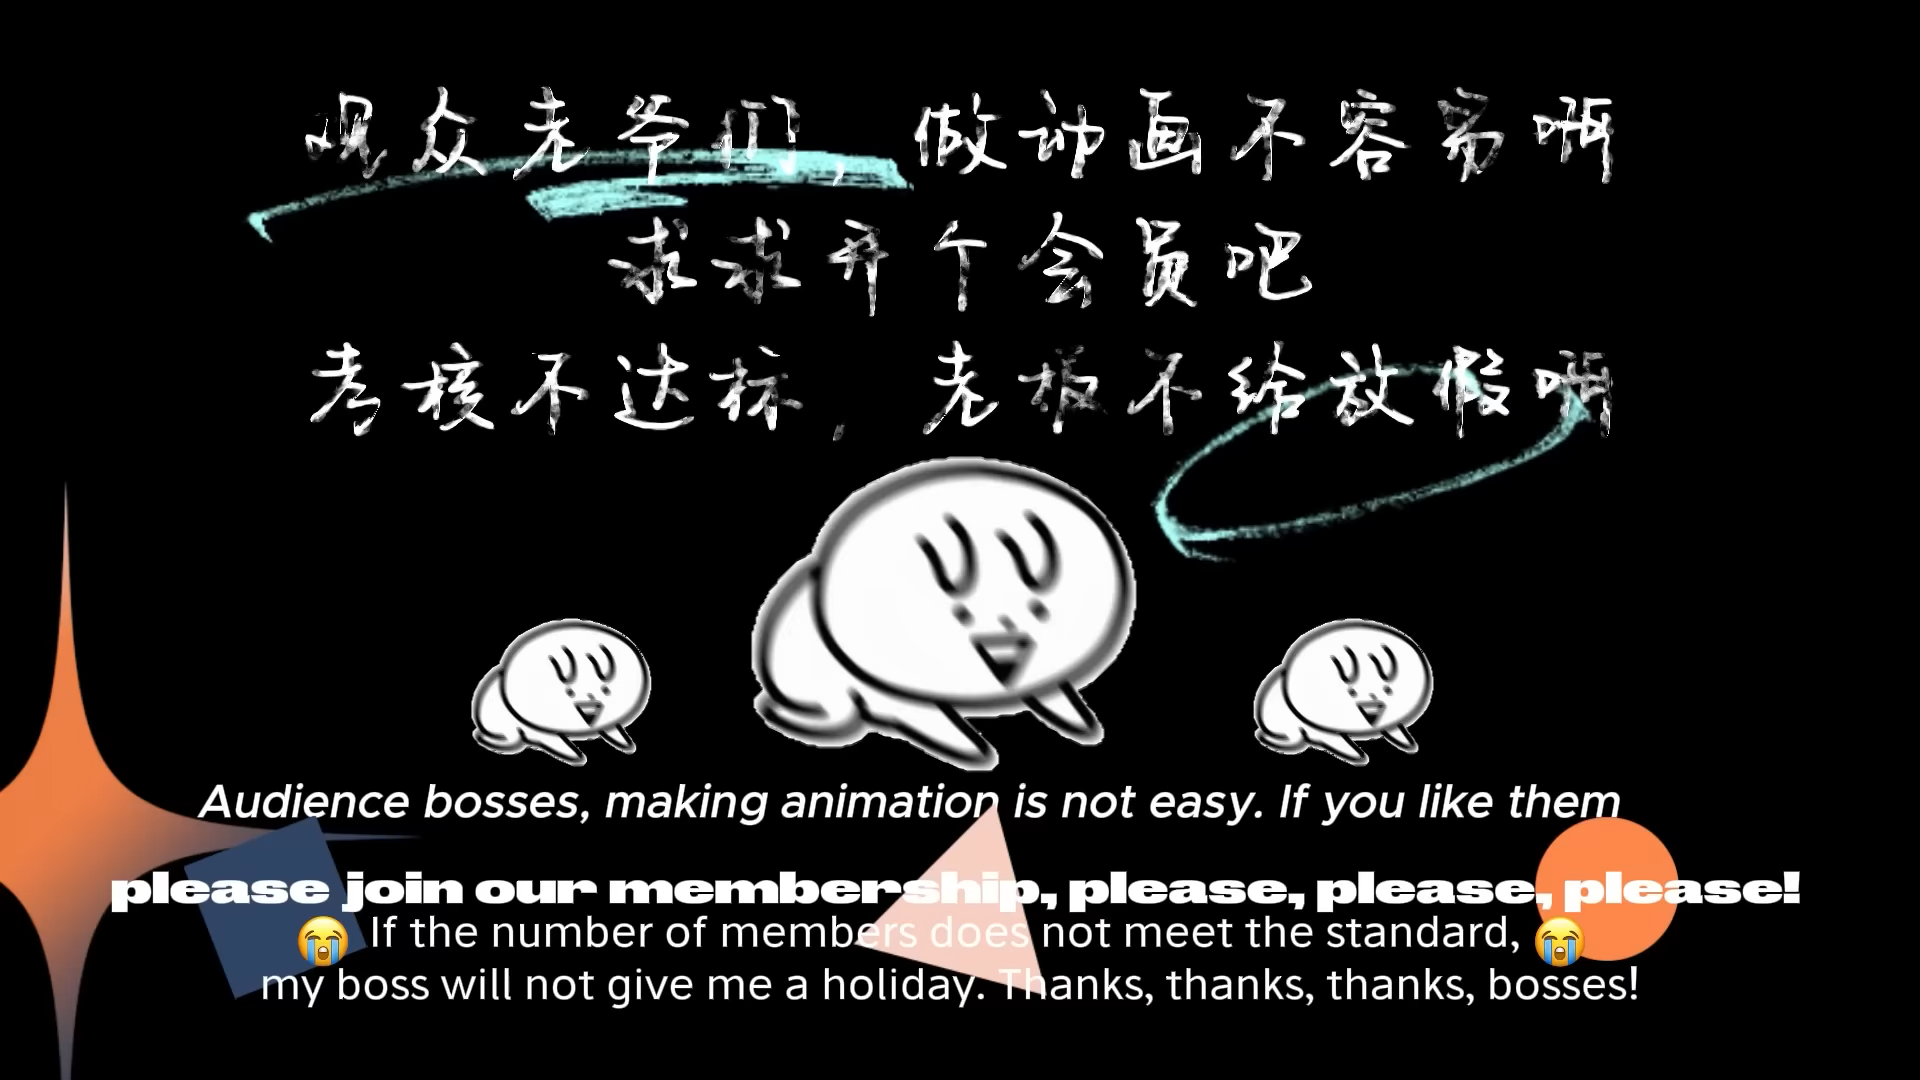 观众老爷们，做动画不容易啊
求求开个会员吧
考核不达标，老板不给放假啊
Audience bosses, making animation is not easy. If you like them
please join our membership, please, please, please!
😭 If the number of members does not meet the standard, 😭
my boss will not give me a holiday. Thanks, thanks, thanks, bosses!